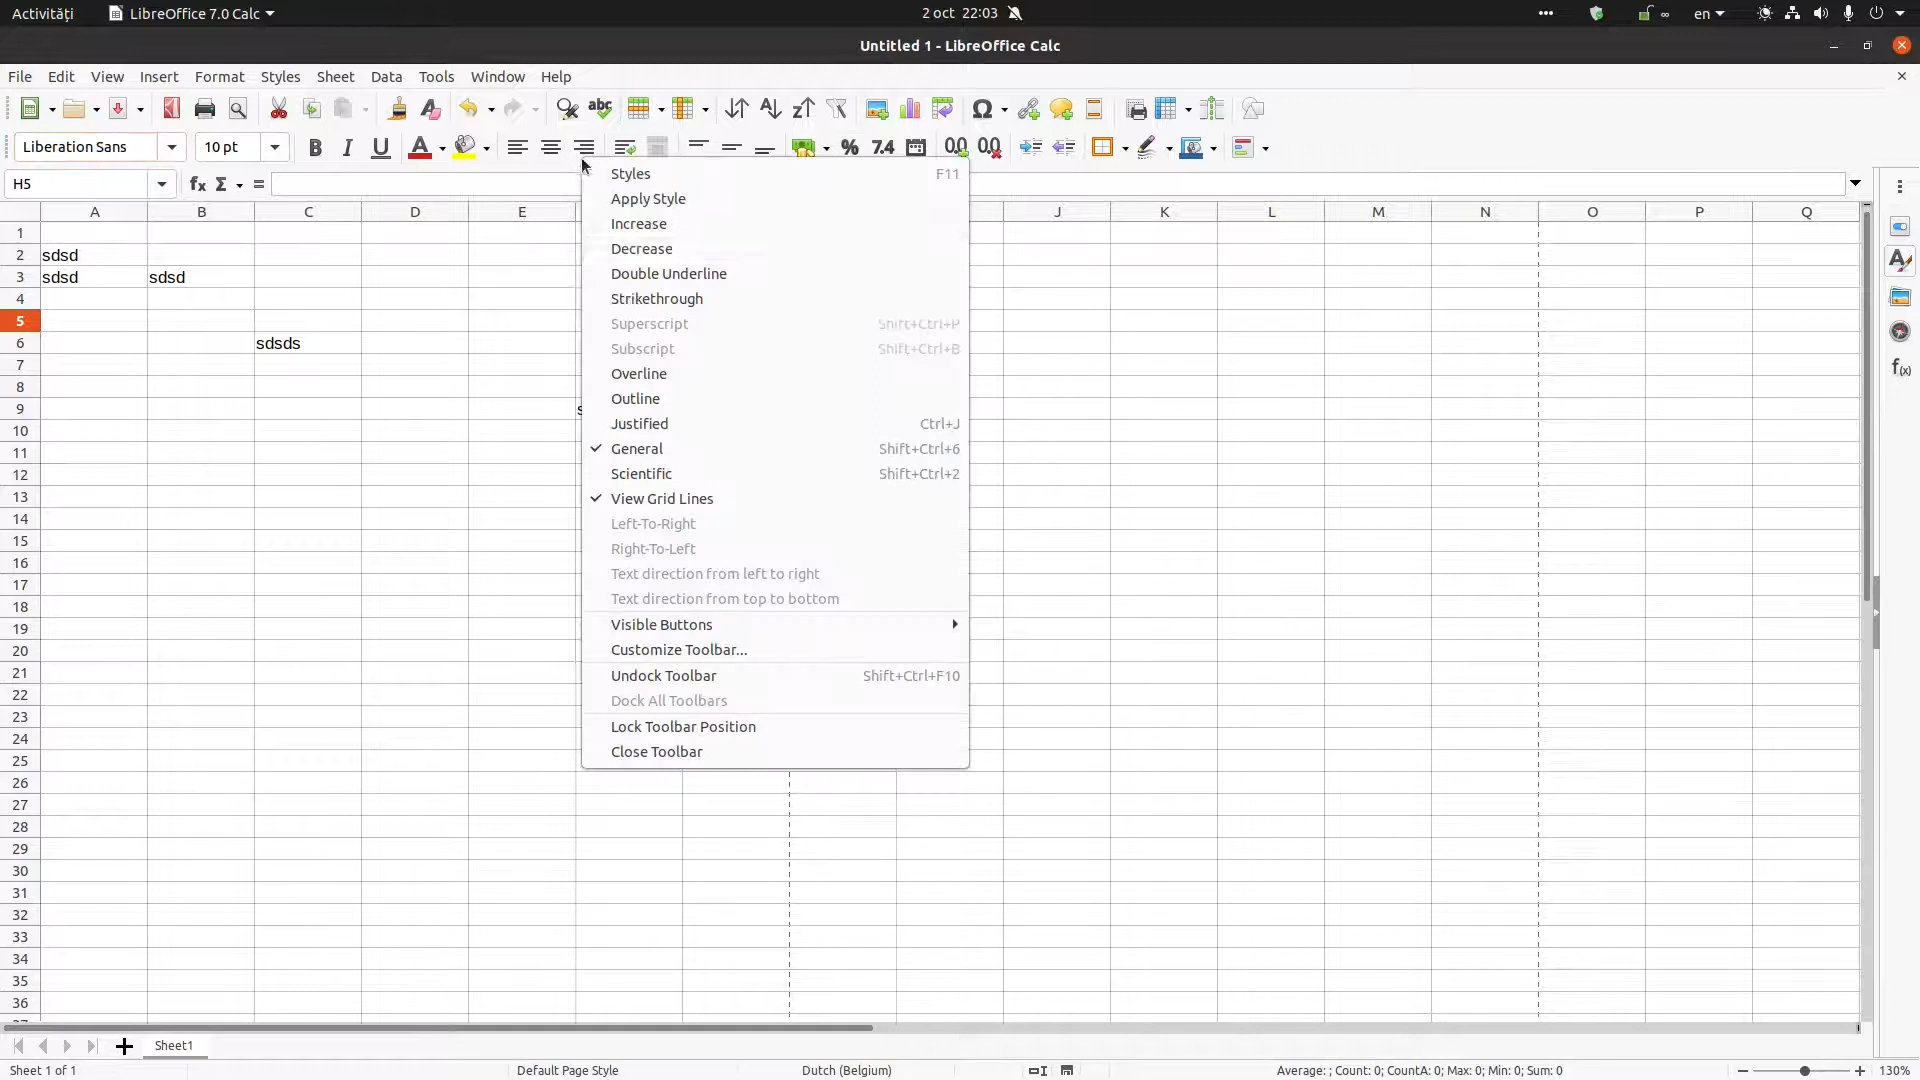 Activități LibreOffice 7.0 Calc 2 oct 22:03 en
Untitled 1 - LibreOffice Calc
File Edit View Insert Format Styles Sheet Data Tools Window Help
Liberation Sans 10 pt
H5
A B C D E J K L M N O P Q
1
2 sdsd
3 sdsd sdsd
4
5
6 sdsds
7
8
9 s
10
11
12
13
14
15
16
17
18
19
20
21
22
23
24
25
26
27
28
29
30
31
32
33
34
35
36
Styles F11
Apply Style
Increase
Decrease
Double Underline
Strikethrough
Superscript Shift+Ctrl+P
Subscript Shift+Ctrl+B
Overline
Outline
Justified Ctrl+J
General Shift+Ctrl+6
Scientific Shift+Ctrl+2
View Grid Lines
Left-To-Right
Right-To-Left
Text direction from left to right
Text direction from top to bottom
Visible Buttons
Customize Toolbar...
Undock Toolbar Shift+Ctrl+F10
Dock All Toolbars
Lock Toolbar Position
Close Toolbar
Sheet1
Sheet 1 of 1 Default Page Style Dutch (Belgium) Average: ; Count: 0; CountA: 0; Max: 0; Min: 0; Sum: 0 130%